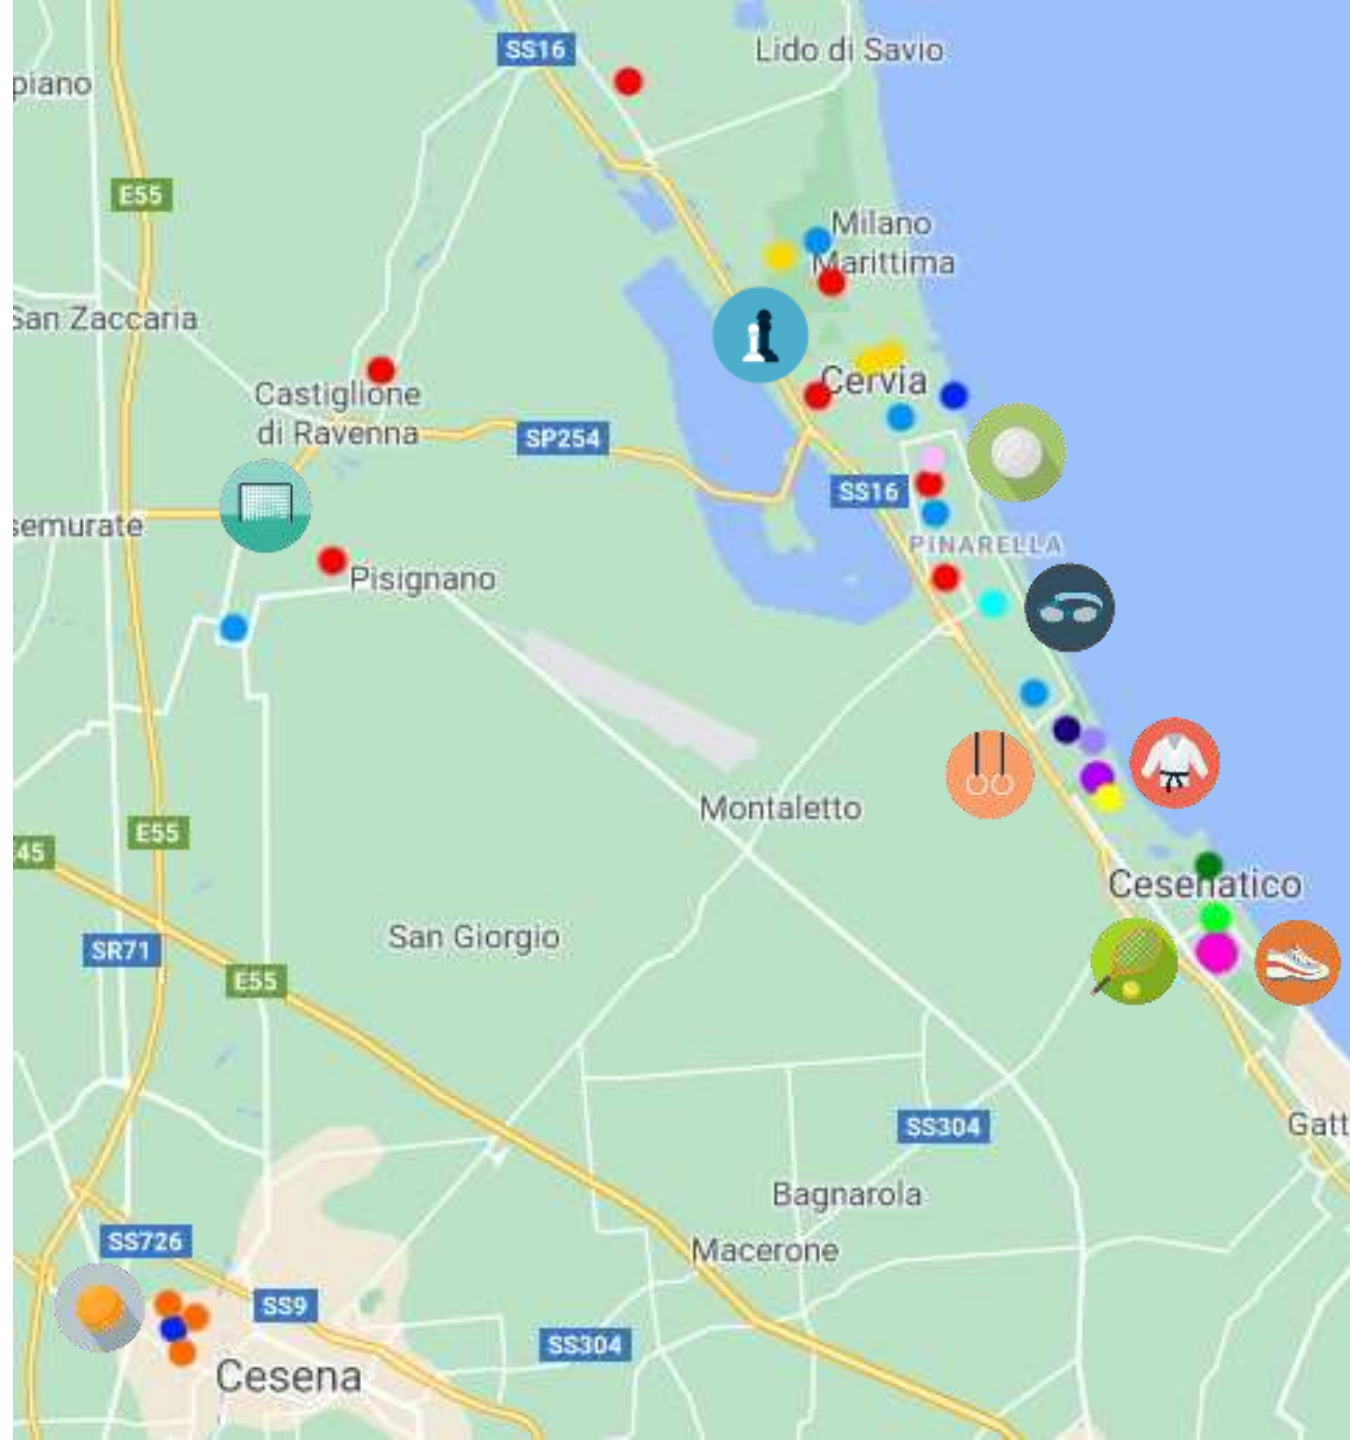 SS16
Lido di Savio
piano
E55
Milano
Marittima
San Zaccaria
Castiglione
di Ravenna
Cervia
SP254
SS16
semurate
PINARELLA
Pisignano
Montaletto
E55
45
Cesenatico
San Giorgio
SR71
E55
SS304
Gatt
Bagnarola
SS726
Macerone
SS9
SS304
Cesena